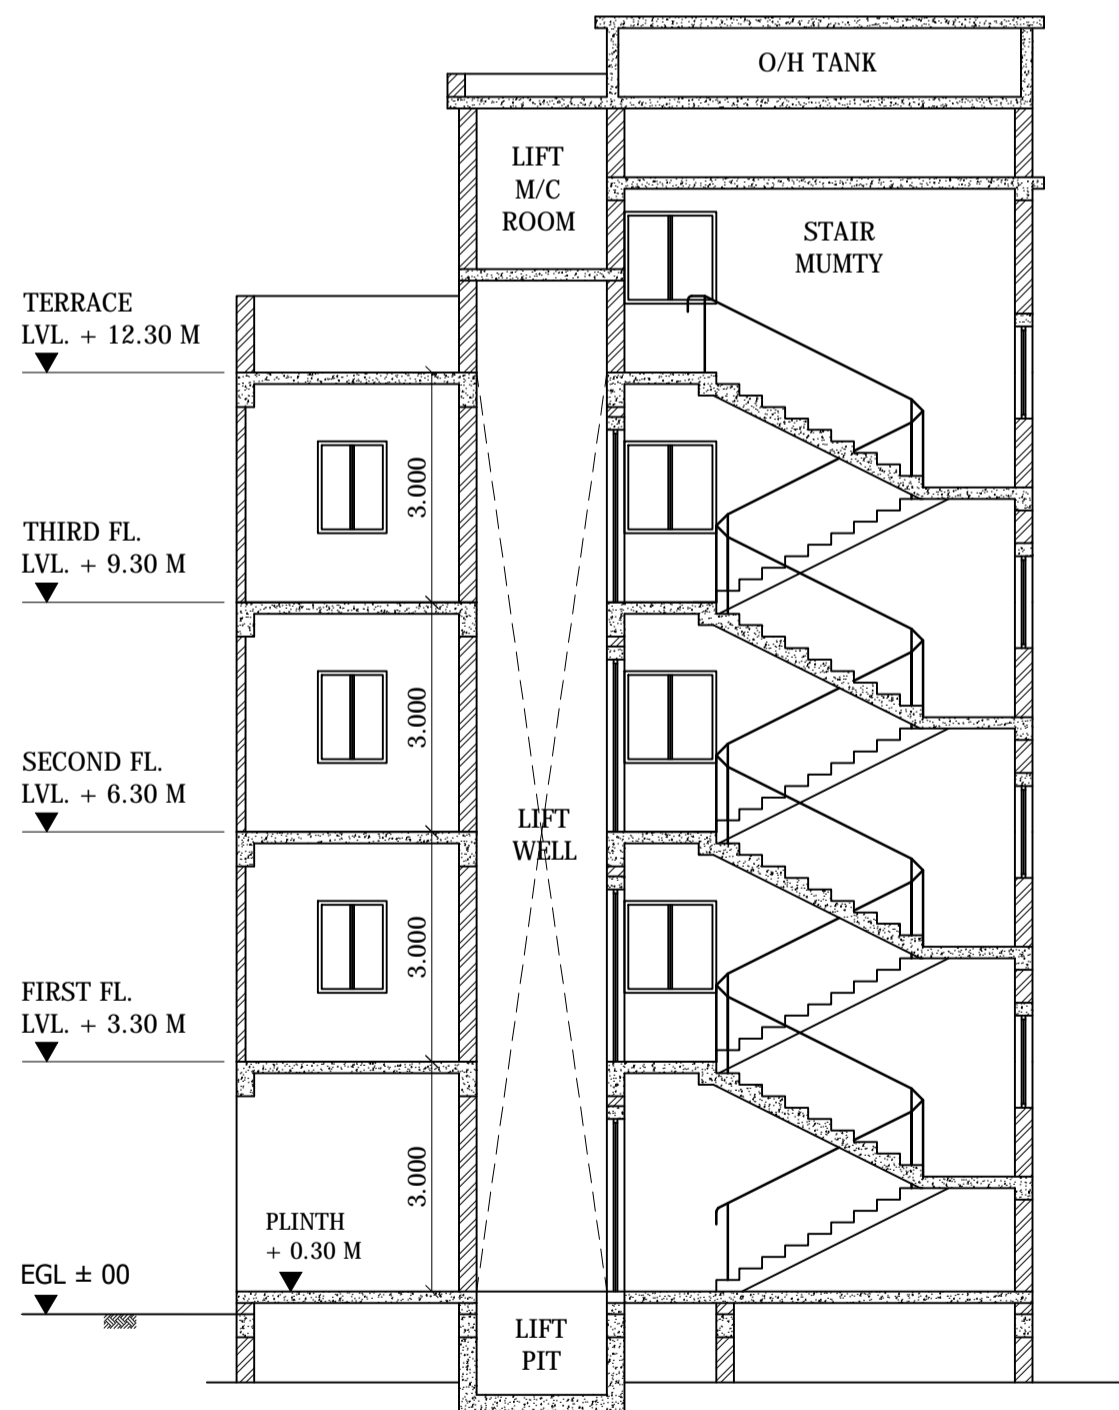 O/H TANK
LIFT
M/C
ROOM
STAIR
MUMTY
TERRACE
LVL. + 12.30 M
3.000
THIRD FL.
LVL. + 9.30 M
3.000
SECOND FL.
LVL. + 6.30 M
LIFT
WELL
3.000
FIRST FL.
LVL. + 3.30 M
3.000
PLINTH
+ 0.30 M
EGL ± 00
LIFT
PIT